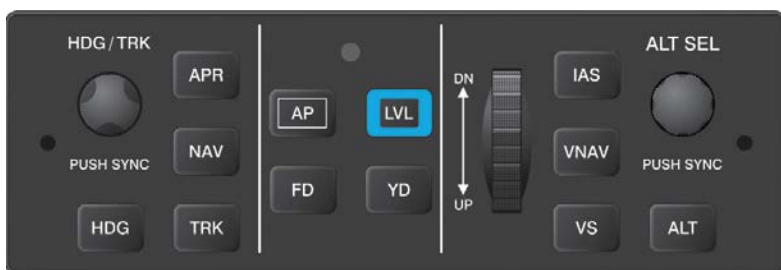 HDG / TRK
APR
PUSH SYNC
NAV
HDG
TRK
AP
LVL
FD
YD
DN
UP
IAS
VNAV
VS
ALT SEL
PUSH SYNC
ALT